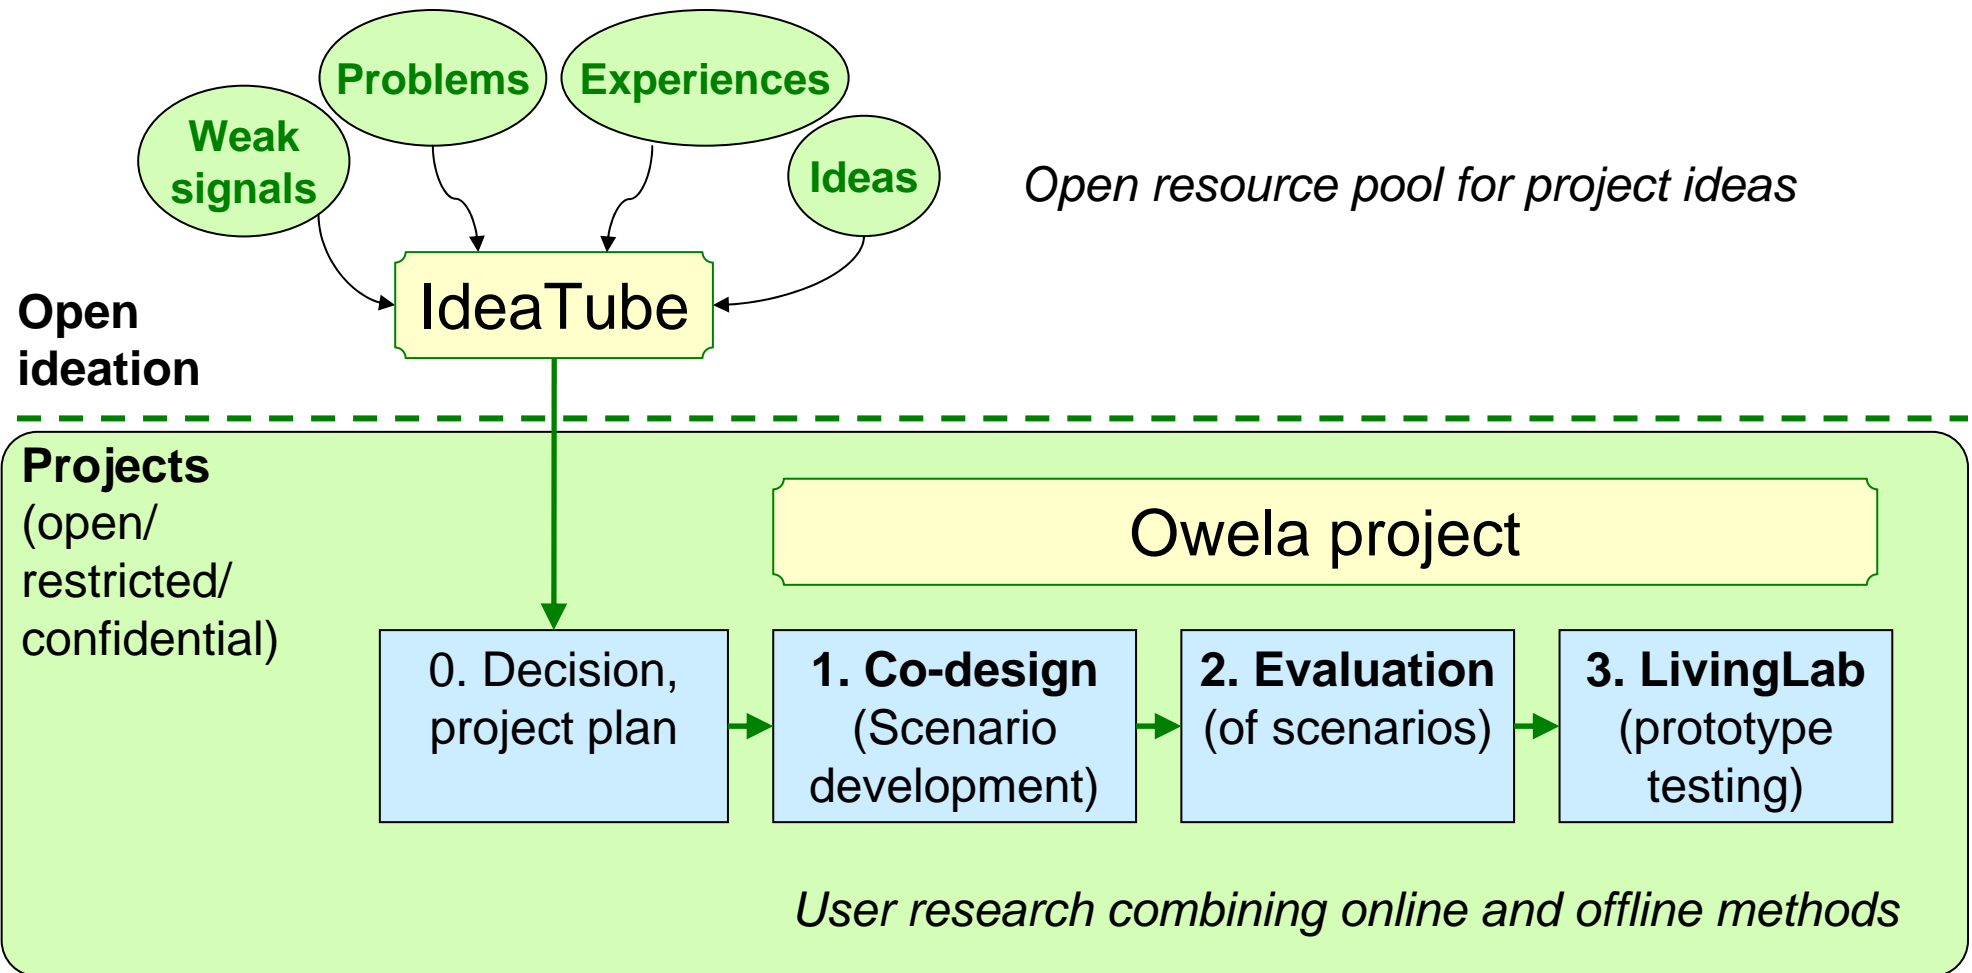 Problems
Experiences
Weak
signals
Ideas
Open resource pool for project ideas
IdeaTube
Open
ideation
Projects
(open/
restricted/
confidential)
Owela project
0. Decision,
project plan
1. Co-design
(Scenario
development)
2. Evaluation
(of scenarios)
3. LivingLab
(prototype
testing)
User research combining online and offline methods